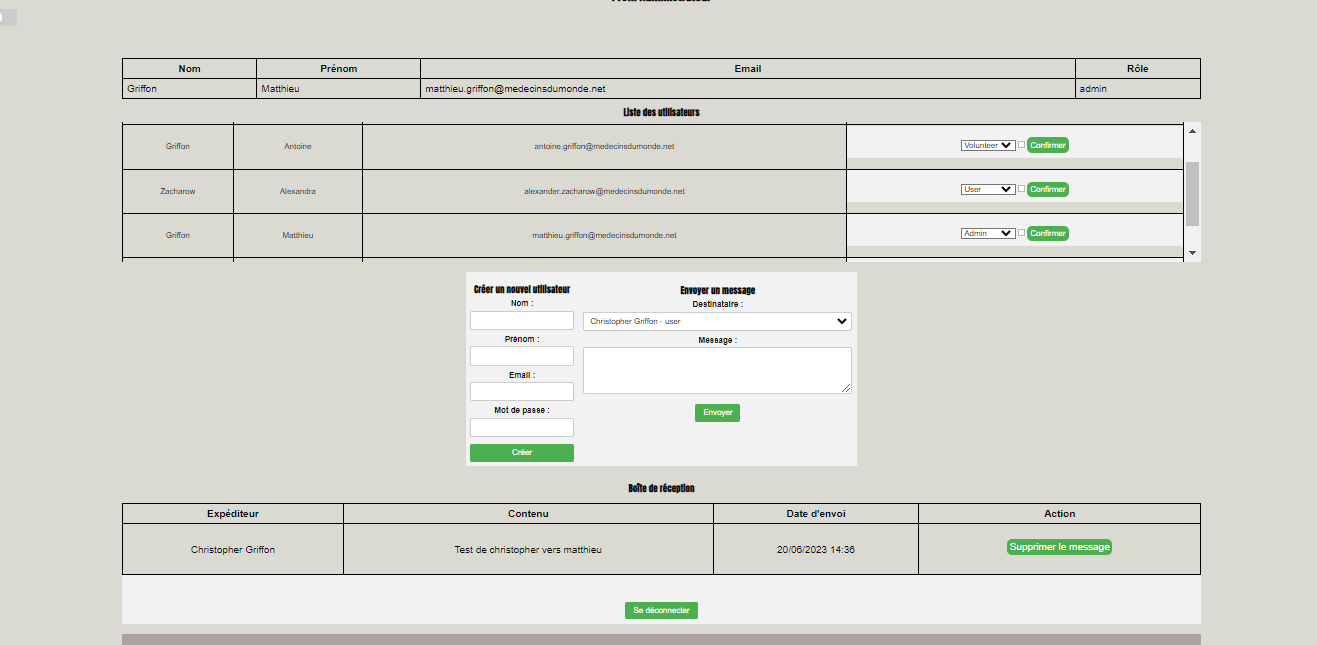 Nom Prénom Email Rôle
Griffon Matthieu matthieu.griffon@medecinsdumonde.net admin
Liste des utilisateurs
Griffon Antoine antoine.griffon@medecinsdumonde.net Volunteer Confirmer
Zacharow Alexandra alexander.zacharow@medecinsdumonde.net User Confirmer
Griffon Matthieu matthieu.griffon@medecinsdumonde.net Admin Confirmer
Créer un nouvel utilisateur
Nom :
Prénom :
Email :
Mot de passe :
Créer
Envoyer un message
Destinataire :
Christopher Griffon - user
Message :
Envoyer
Boîte de réception
Expéditeur Contenu Date d'envoi Action
Christopher Griffon Test de christopher vers matthieu 20/06/2023 14:36 Supprimer le message
Se déconnecter